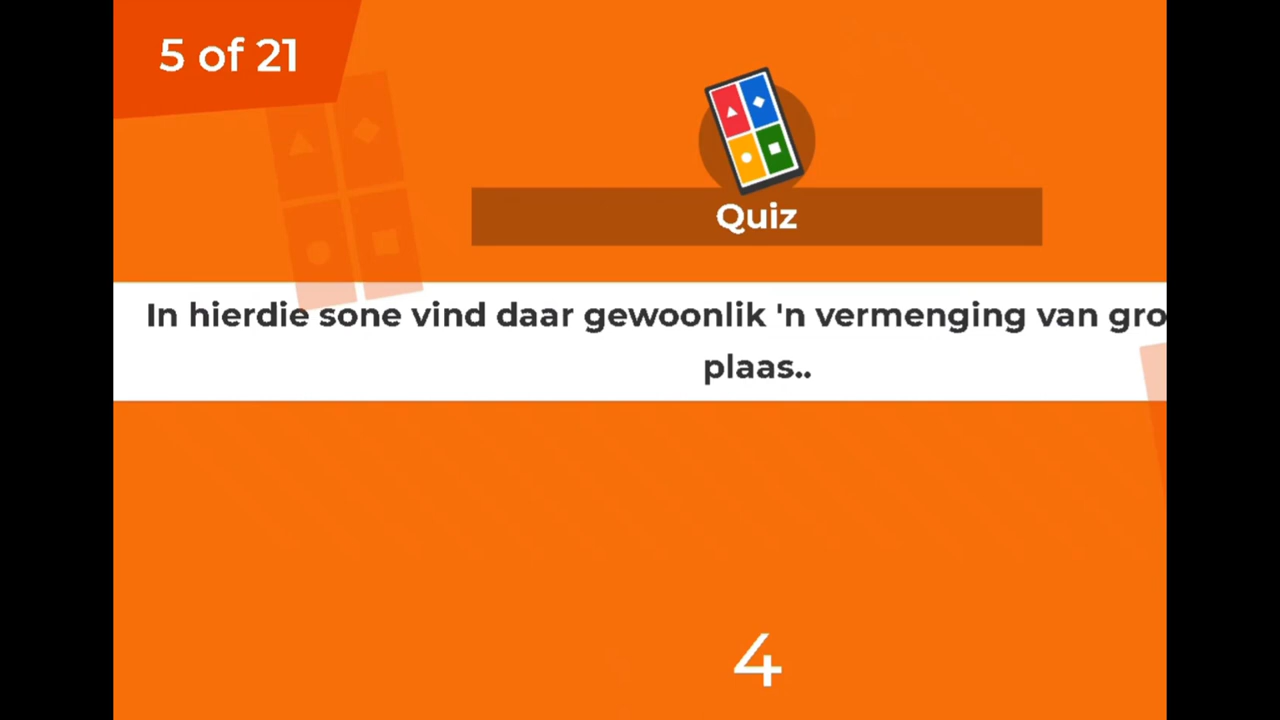 5 of 21
Quiz
In hierdie sone vind daar gewoonlik 'n vermenging van gro
plaas..
4